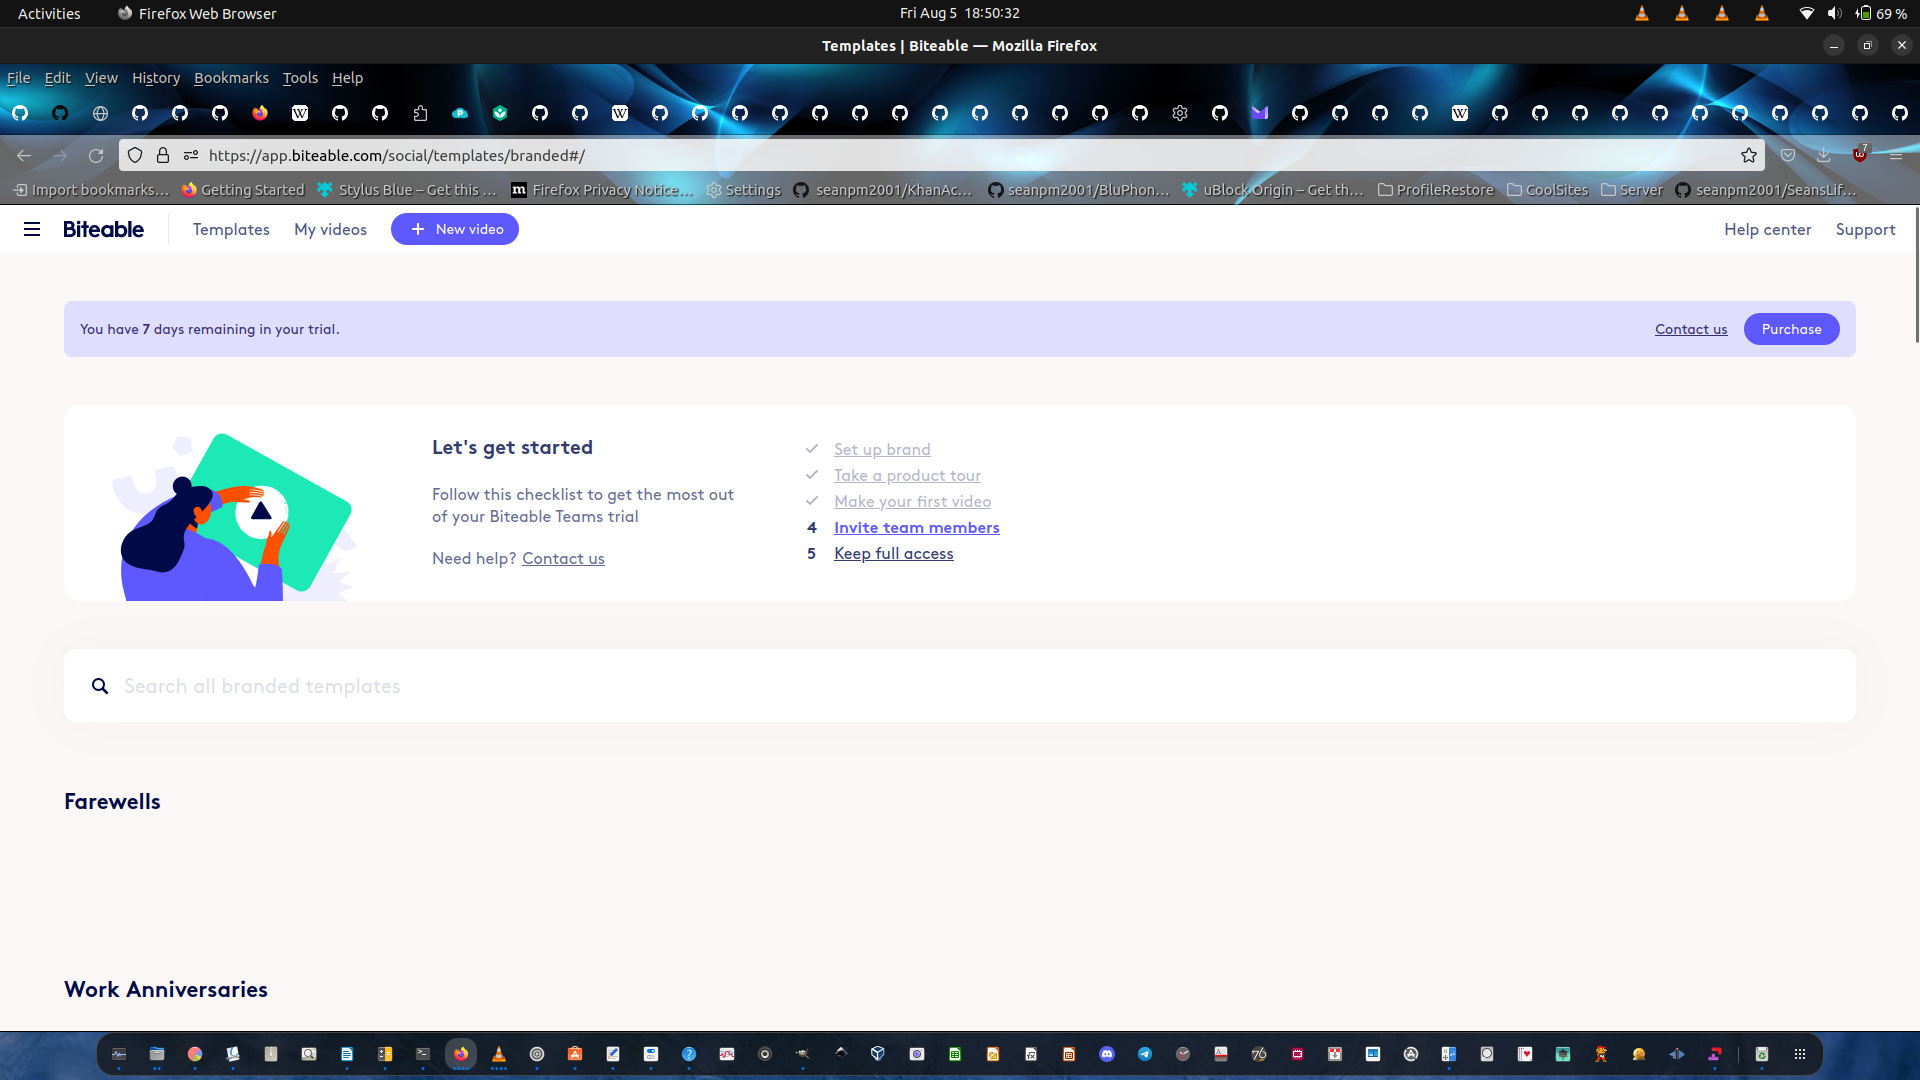 Activities Firefox Web Browser Fri Aug 5 18:50:32 69 %
Templates | Biteable — Mozilla Firefox
File Edit View History Bookmarks Tools Help
https://app.biteable.com/social/templates/branded#/ 7
Import bookmarks... Getting Started Stylus Blue – Get this ... Firefox Privacy Notice... Settings seanpm2001/KhanAc... seanpm2001/BluPhon... uBlock Origin – Get th... ProfileRestore CoolSites Server seanpm2001/SeansLif...
Biteable Templates My videos + New video Help center Support
You have 7 days remaining in your trial. Contact us Purchase
Let's get started
Follow this checklist to get the most out
of your Biteable Teams trial
Need help? Contact us
Set up brand
Take a product tour
Make your first video
4 Invite team members
5 Keep full access
Search all branded templates
Farewells
Work Anniversaries